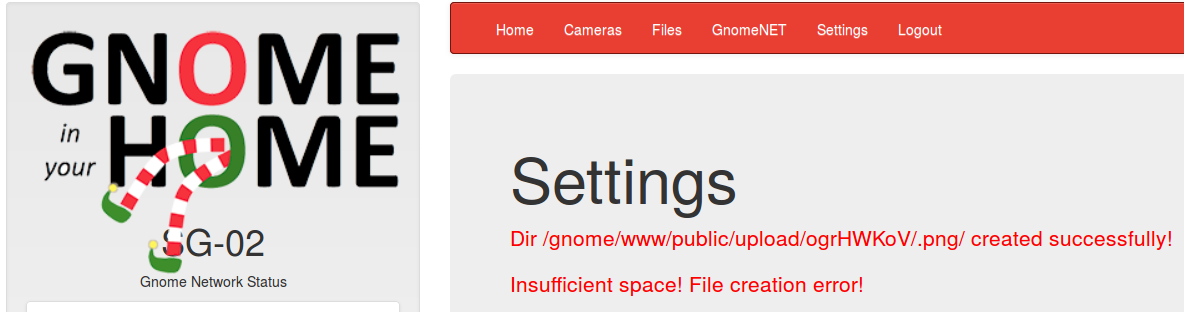 GNOME
in your HOME
SG-02
Gnome Network Status
Home Cameras Files GnomeNET Settings Logout
Settings
Dir /gnome/www/public/upload/ogrHWKoV/.png/ created successfully!
Insufficient space! File creation error!